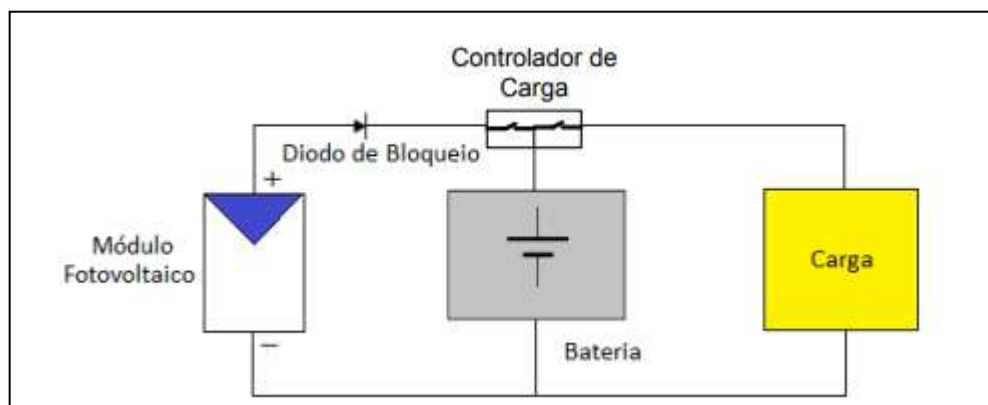 Controlador de
Carga
Diodo de Bloqueio
+
Módulo
Fotovoltaico
Carga
−
Bateria